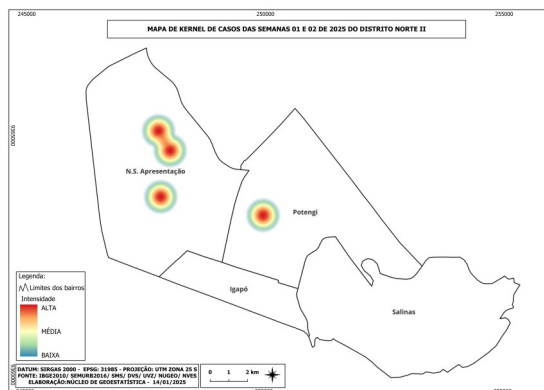 245000 250000 255000
MAPA DE KERNEL DE CASOS DAS SEMANAS 01 E 02 DE 2025 DO DISTRITO NORTE II
N.S. Apresentação
Potengi
Igapó
Salinas
Legenda:
Límites dos bairros
Intensidade
ALTA
MÉDIA
BAIXA
0 1 2 km
DATUM: SIRGAS 2000 - EPSG: 31985 - PROJEÇÃO: UTM ZONA 25 S
FONTE: IBGE2010/ SEMURB2016/ SMS/ DVS/ UVZ/ NUGEO/ NVES
ELABORAÇÃO:NÚCLEO DE GEOESTATÍSTICA - 14/01/2025